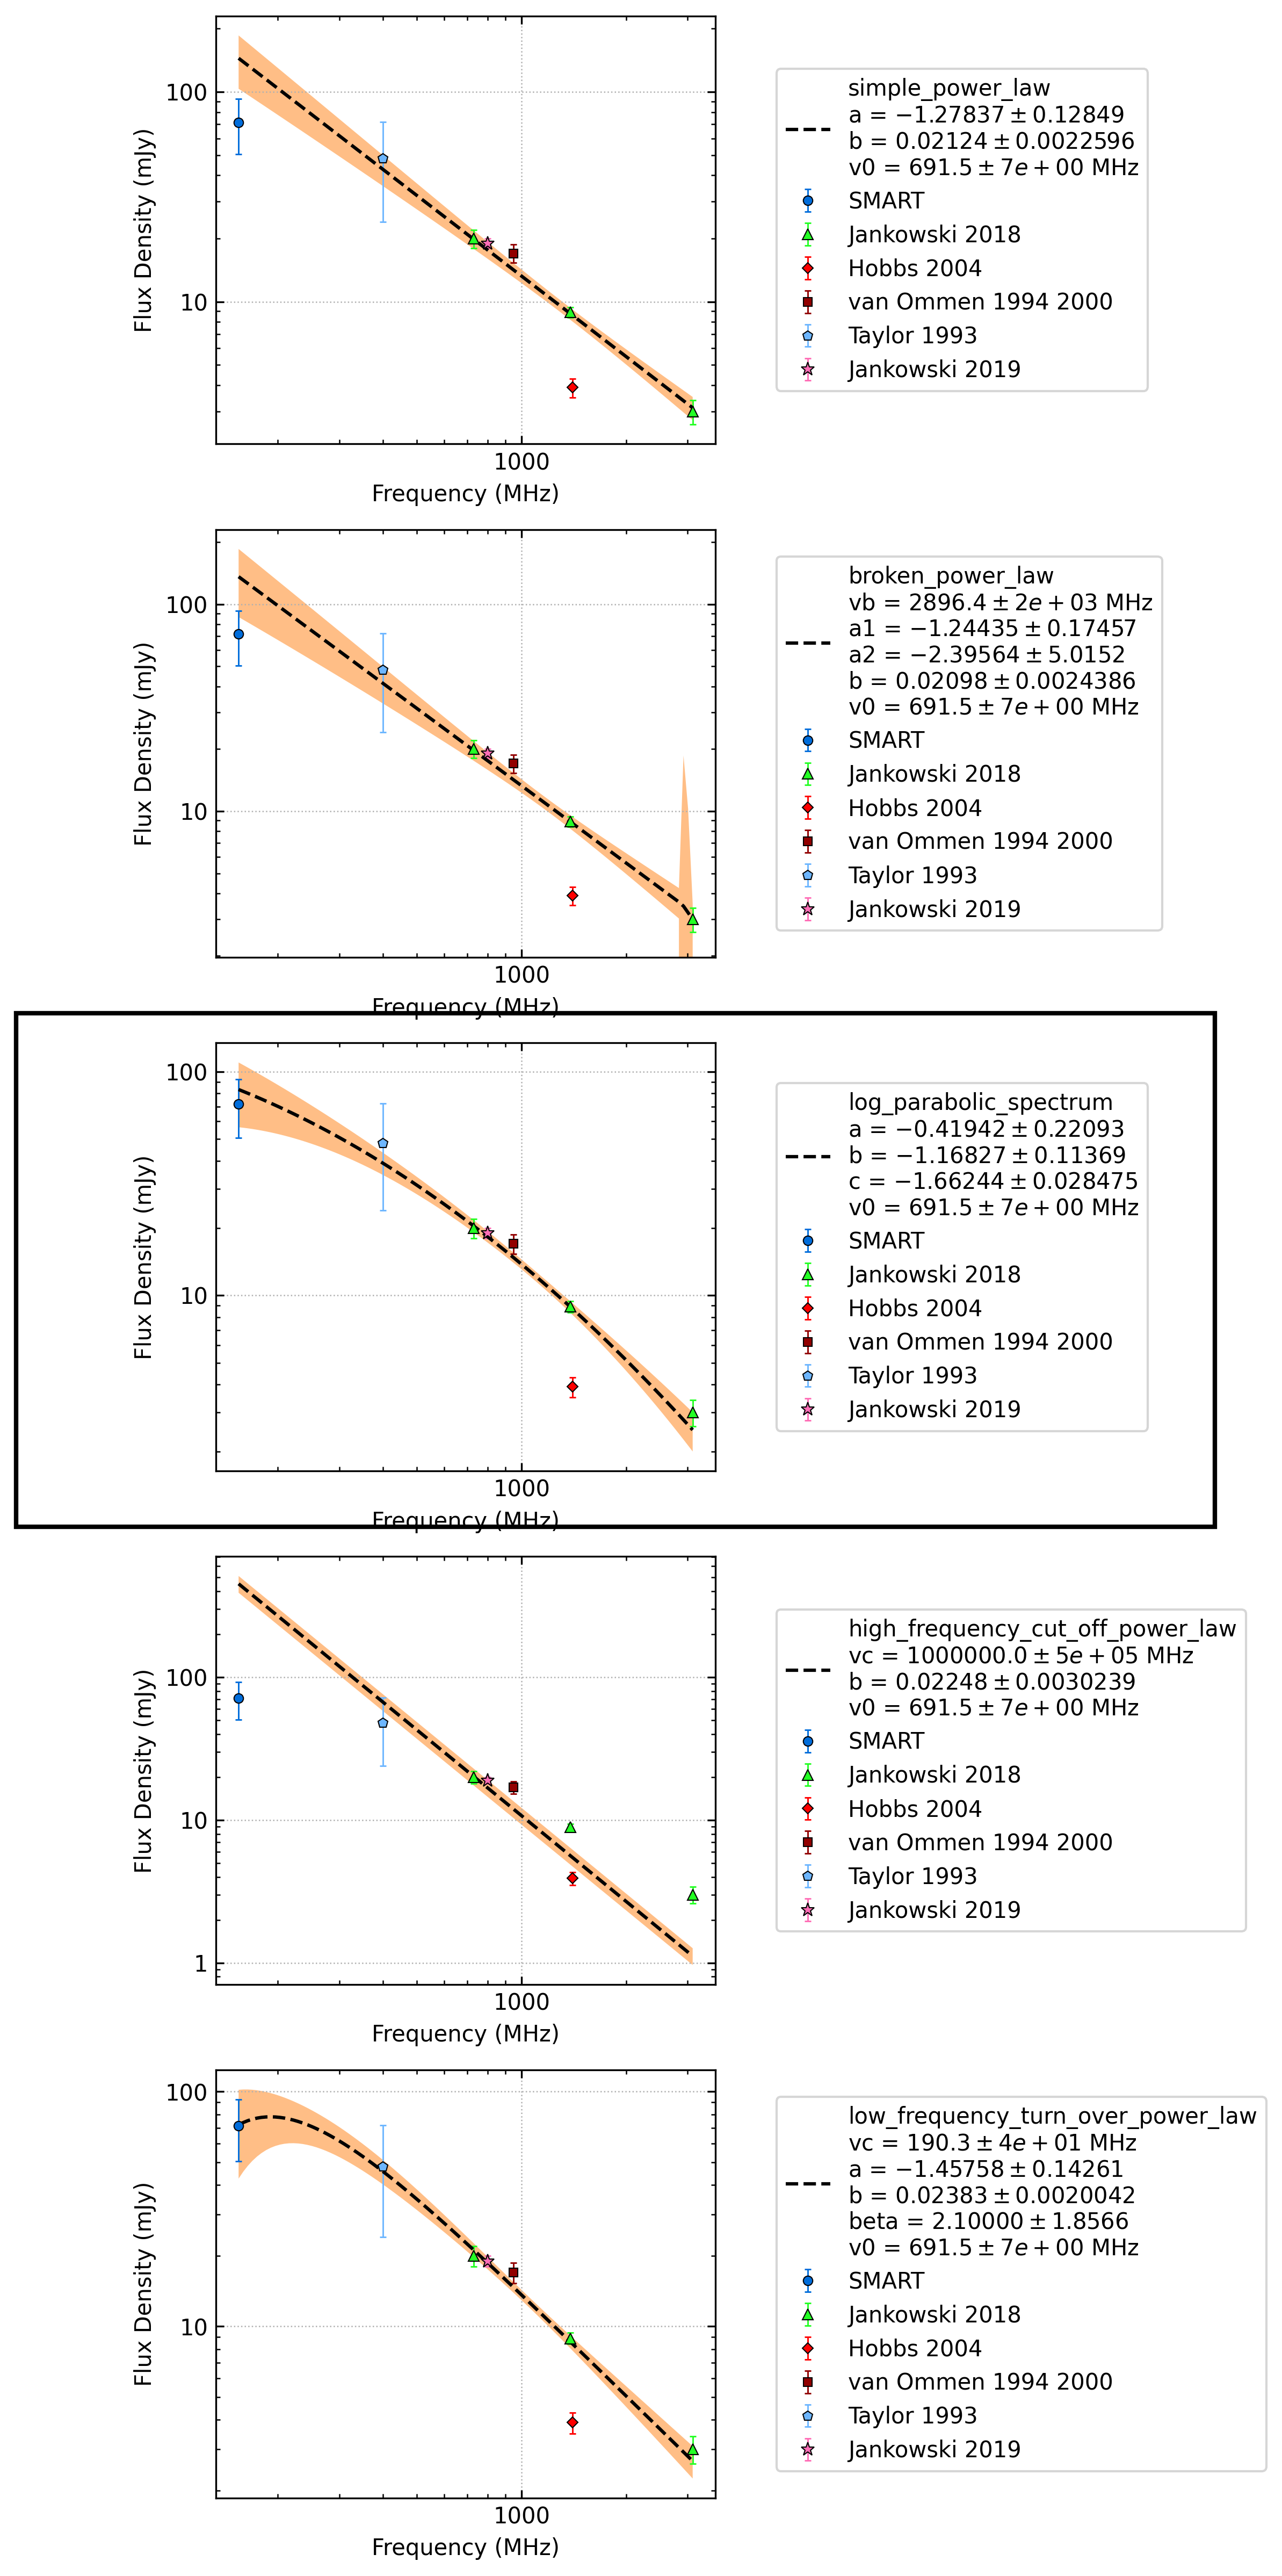 100
10
Flux Density (mJy)
1000
Frequency (MHz)
simple_power_law
a = −1.27837 ± 0.12849
b = 0.02124 ± 0.0022596
v0 = 691.5 ± 7e + 00 MHz
SMART
Jankowski 2018
Hobbs 2004
van Ommen 1994 2000
Taylor 1993
Jankowski 2019
100
10
Flux Density (mJy)
1000
Frequency (MHz)
broken_power_law
vb = 2896.4 ± 2e + 03 MHz
a1 = −1.24435 ± 0.17457
a2 = −2.39564 ± 5.0152
b = 0.02098 ± 0.0024386
v0 = 691.5 ± 7e + 00 MHz
SMART
Jankowski 2018
Hobbs 2004
van Ommen 1994 2000
Taylor 1993
Jankowski 2019
100
10
Flux Density (mJy)
1000
Frequency (MHz)
log_parabolic_spectrum
a = −0.41942 ± 0.22093
b = −1.16827 ± 0.11369
c = −1.66244 ± 0.028475
v0 = 691.5 ± 7e + 00 MHz
SMART
Jankowski 2018
Hobbs 2004
van Ommen 1994 2000
Taylor 1993
Jankowski 2019
100
10
1
Flux Density (mJy)
1000
Frequency (MHz)
high_frequency_cut_off_power_law
vc = 1000000.0 ± 5e + 05 MHz
b = 0.02248 ± 0.0030239
v0 = 691.5 ± 7e + 00 MHz
SMART
Jankowski 2018
Hobbs 2004
van Ommen 1994 2000
Taylor 1993
Jankowski 2019
100
10
Flux Density (mJy)
1000
Frequency (MHz)
low_frequency_turn_over_power_law
vc = 190.3 ± 4e + 01 MHz
a = −1.45758 ± 0.14261
b = 0.02383 ± 0.0020042
beta = 2.10000 ± 1.8566
v0 = 691.5 ± 7e + 00 MHz
SMART
Jankowski 2018
Hobbs 2004
van Ommen 1994 2000
Taylor 1993
Jankowski 2019